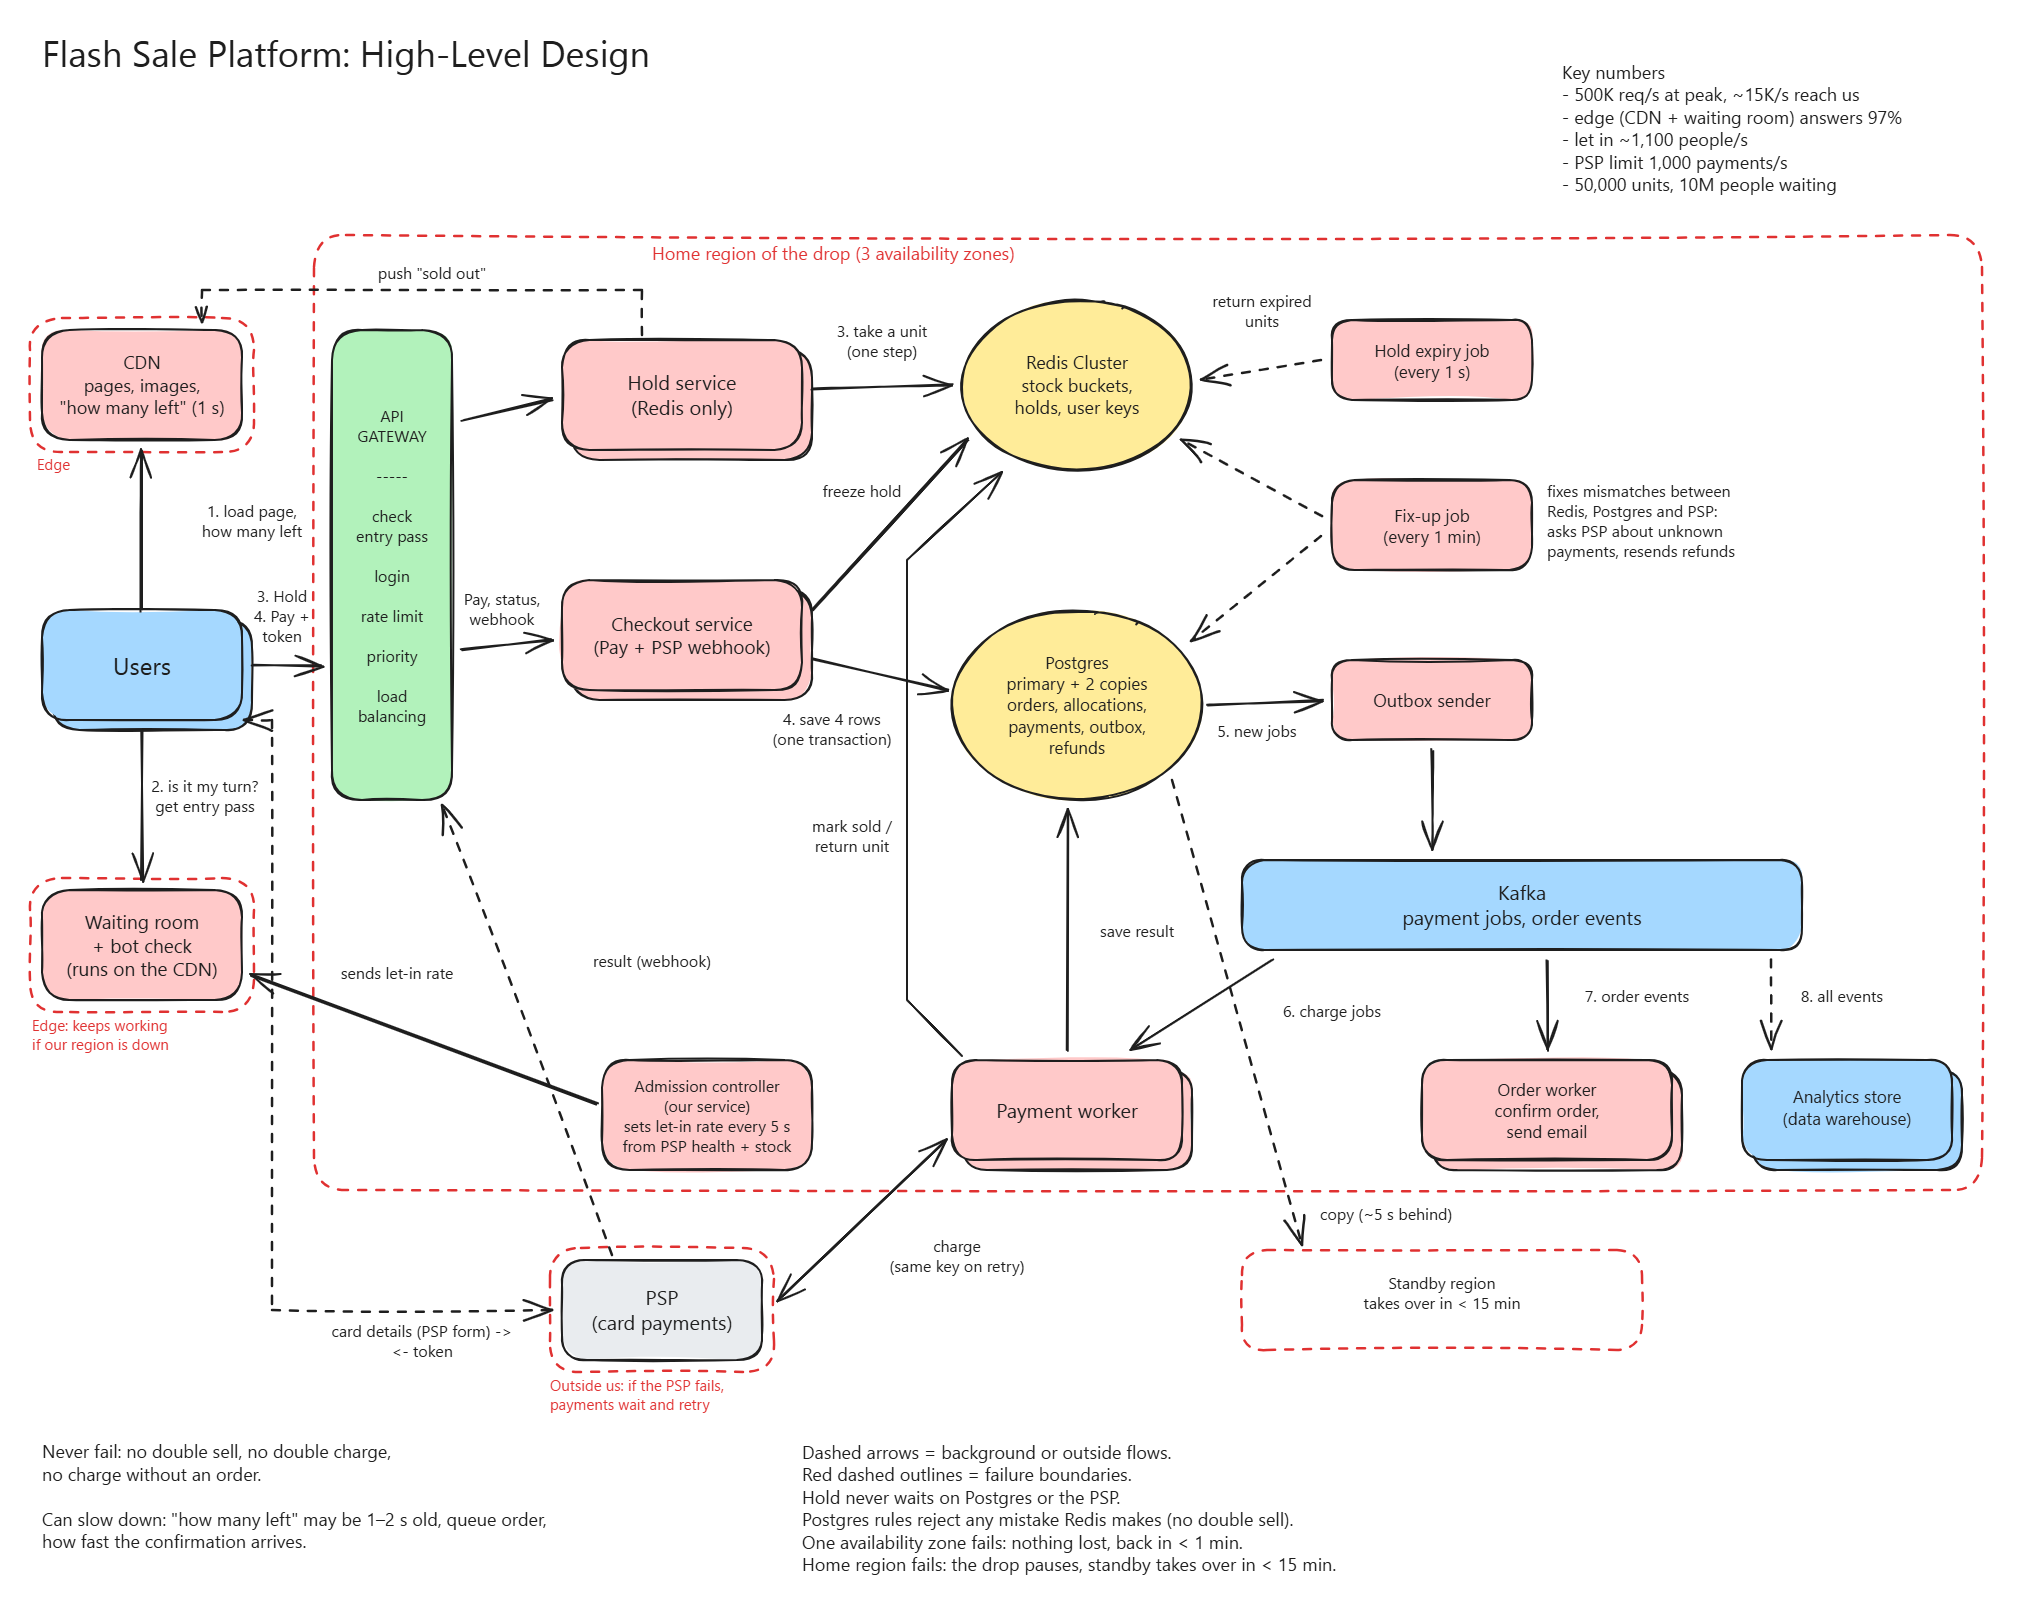 Flash Sale Platform: High-Level Design
Key numbers
- 500K req/s at peak, ~15K/s reach us
- edge (CDN + waiting room) answers 97%
- let in ~1,100 people/s
- PSP limit 1,000 payments/s
- 50,000 units, 10M people waiting
Home region of the drop (3 availability zones)
push "sold out"
CDN
pages, images,
"how many left" (1 s)
Edge
1. load page,
how many left
3. Hold
4. Pay +
token
Users
2. is it my turn?
get entry pass
Waiting room
+ bot check
(runs on the CDN)
Edge: keeps working
if our region is down
API
GATEWAY
-----
check
entry pass
login
rate limit
priority
load
balancing
Hold service
(Redis only)
3. take a unit
(one step)
Redis Cluster
stock buckets,
holds, user keys
return expired
units
Hold expiry job
(every 1 s)
freeze hold
Fix-up job
(every 1 min)
fixes mismatches between
Redis, Postgres and PSP:
asks PSP about unknown
payments, resends refunds
Pay, status,
webhook
Checkout service
(Pay + PSP webhook)
4. save 4 rows
(one transaction)
Postgres
primary + 2 copies
orders, allocations,
payments, outbox,
refunds
5. new jobs
Outbox sender
mark sold /
return unit
Kafka
payment jobs, order events
save result
sends let-in rate
result (webhook)
6. charge jobs
7. order events
8. all events
Admission controller
(our service)
sets let-in rate every 5 s
from PSP health + stock
Payment worker
Order worker
confirm order,
send email
Analytics store
(data warehouse)
copy (~5 s behind)
charge
(same key on retry)
Standby region
takes over in < 15 min
PSP
(card payments)
card details (PSP form) ->
<- token
Outside us: if the PSP fails,
payments wait and retry
Never fail: no double sell, no double charge,
no charge without an order.
Can slow down: "how many left" may be 1–2 s old, queue order,
how fast the confirmation arrives.
Dashed arrows = background or outside flows.
Red dashed outlines = failure boundaries.
Hold never waits on Postgres or the PSP.
Postgres rules reject any mistake Redis makes (no double sell).
One availability zone fails: nothing lost, back in < 1 min.
Home region fails: the drop pauses, standby takes over in < 15 min.